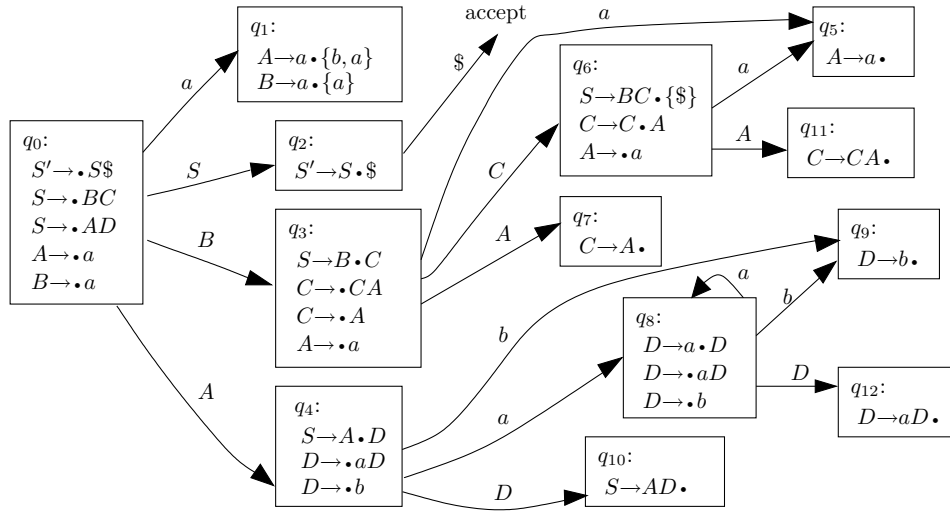 q₀:
S′→•S$
S→•BC
S→•AD
A→•a
B→•a
a
S
B
A
q₁:
A→a•{b, a}
B→a•{a}
q₂:
S′→S•$
$
accept
q₃:
S→B•C
C→•CA
C→•A
A→•a
a
C
A
q₄:
S→A•D
D→•aD
D→•b
b
a
D
q₆:
S→BC•{$}
C→C•A
A→•a
a
A
q₅:
A→a•
q₁₁:
C→CA•
q₇:
C→A•
q₈:
D→a•D
D→•aD
D→•b
a
b
D
q₉:
D→b•
q₁₂:
D→aD•
q₁₀:
S→AD•